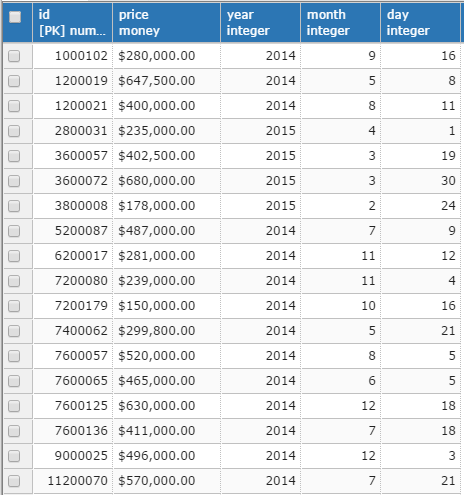 id price year month day
[PK] num... money integer integer integer
1000102 $280,000.00 2014 9 16
1200019 $647,500.00 2014 5 8
1200021 $400,000.00 2014 8 11
2800031 $235,000.00 2015 4 1
3600057 $402,500.00 2015 3 19
3600072 $680,000.00 2015 3 30
3800008 $178,000.00 2015 2 24
5200087 $487,000.00 2014 7 9
6200017 $281,000.00 2014 11 12
7200080 $239,000.00 2014 11 4
7200179 $150,000.00 2014 10 16
7400062 $299,800.00 2014 5 21
7600057 $520,000.00 2014 8 5
7600065 $465,000.00 2014 6 5
7600125 $630,000.00 2014 12 18
7600136 $411,000.00 2014 7 18
9000025 $496,000.00 2014 12 3
11200070 $570,000.00 2014 7 21